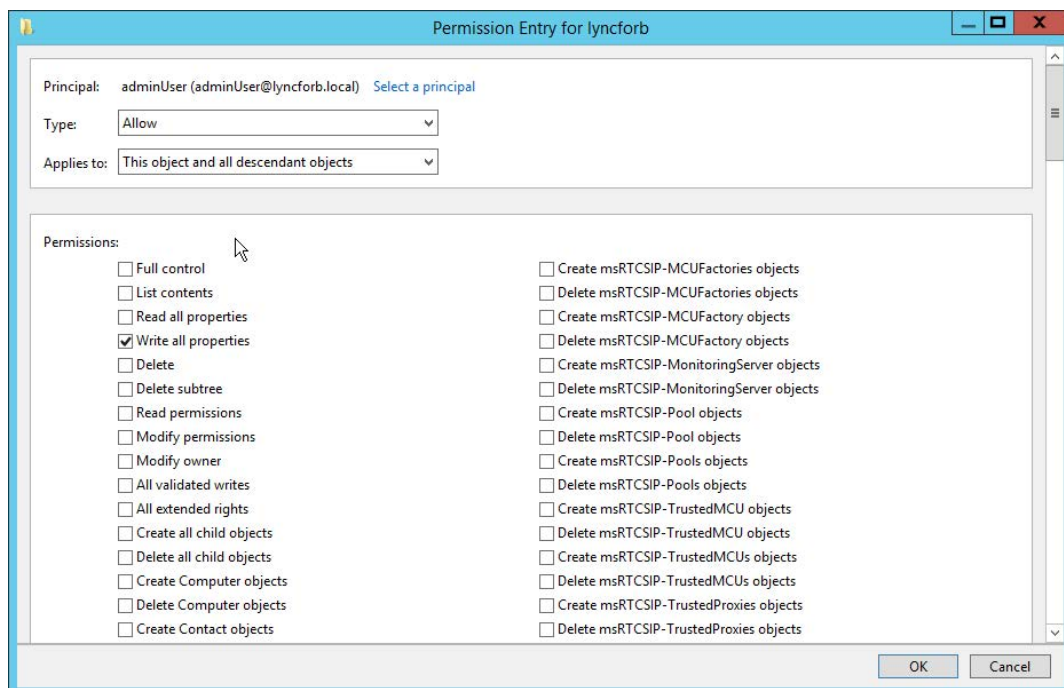 Permission Entry for lyncforb
Principal: adminUser (adminUser@lyncforb.local) Select a principal
Type: Allow
Applies to: This object and all descendant objects
Permissions:
Full control
List contents
Read all properties
Write all properties
Delete
Delete subtree
Read permissions
Modify permissions
Modify owner
All validated writes
All extended rights
Create all child objects
Delete all child objects
Create Computer objects
Delete Computer objects
Create Contact objects
Create msRTCSIP-MCUFactories objects
Delete msRTCSIP-MCUFactories objects
Create msRTCSIP-MCUFactory objects
Delete msRTCSIP-MCUFactory objects
Create msRTCSIP-MonitoringServer objects
Delete msRTCSIP-MonitoringServer objects
Create msRTCSIP-Pool objects
Delete msRTCSIP-Pool objects
Create msRTCSIP-Pools objects
Delete msRTCSIP-Pools objects
Create msRTCSIP-TrustedMCU objects
Delete msRTCSIP-TrustedMCU objects
Create msRTCSIP-TrustedMCUs objects
Delete msRTCSIP-TrustedMCUs objects
Create msRTCSIP-TrustedProxies objects
Delete msRTCSIP-TrustedProxies objects
OK Cancel